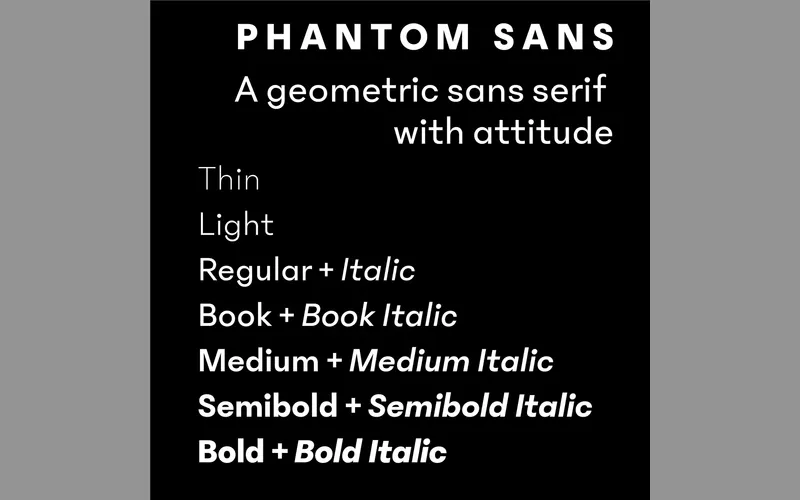 PHANTOM SANS
A geometric sans serif
with attitude
Thin
Light
Regular + Italic
Book + Book Italic
Medium + Medium Italic
Semibold + Semibold Italic
Bold + Bold Italic